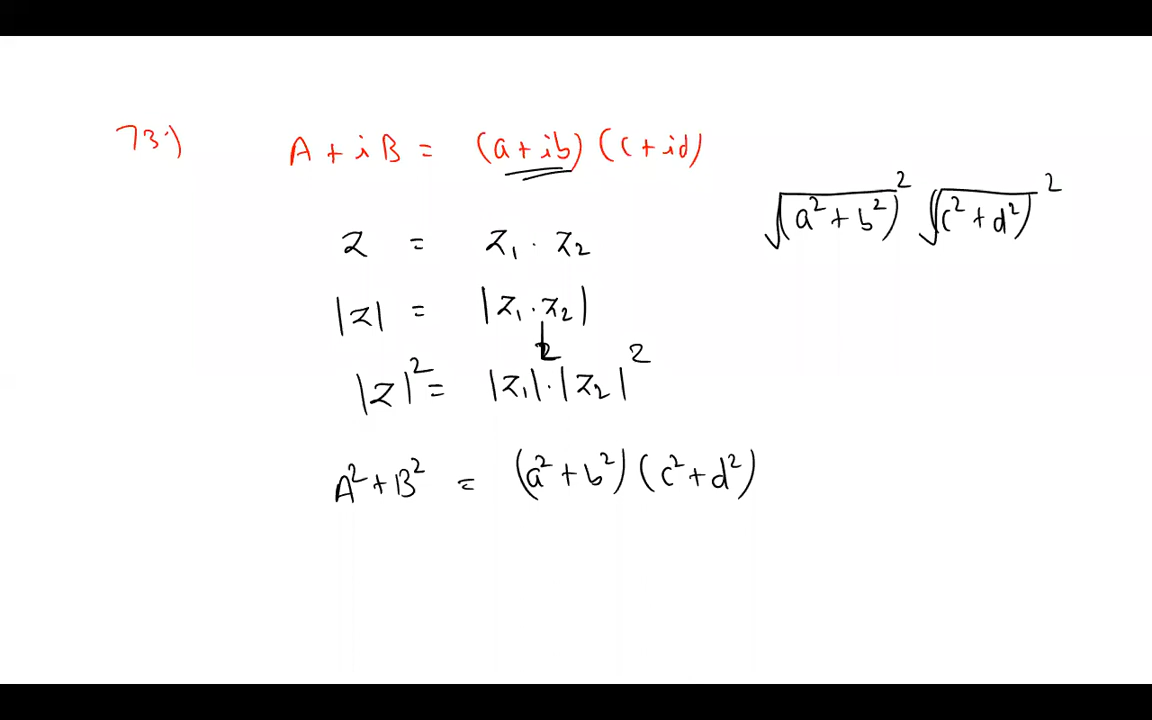 73.) A + iB = (a + ib) (c + id)
√(a² + b²)² √(c² + d²)²
z = z₁ · z₂
|z| = |z₁ · z₂|
|z|² = |z₁|² · |z₂|²
A² + B² = (a² + b²) (c² + d²)